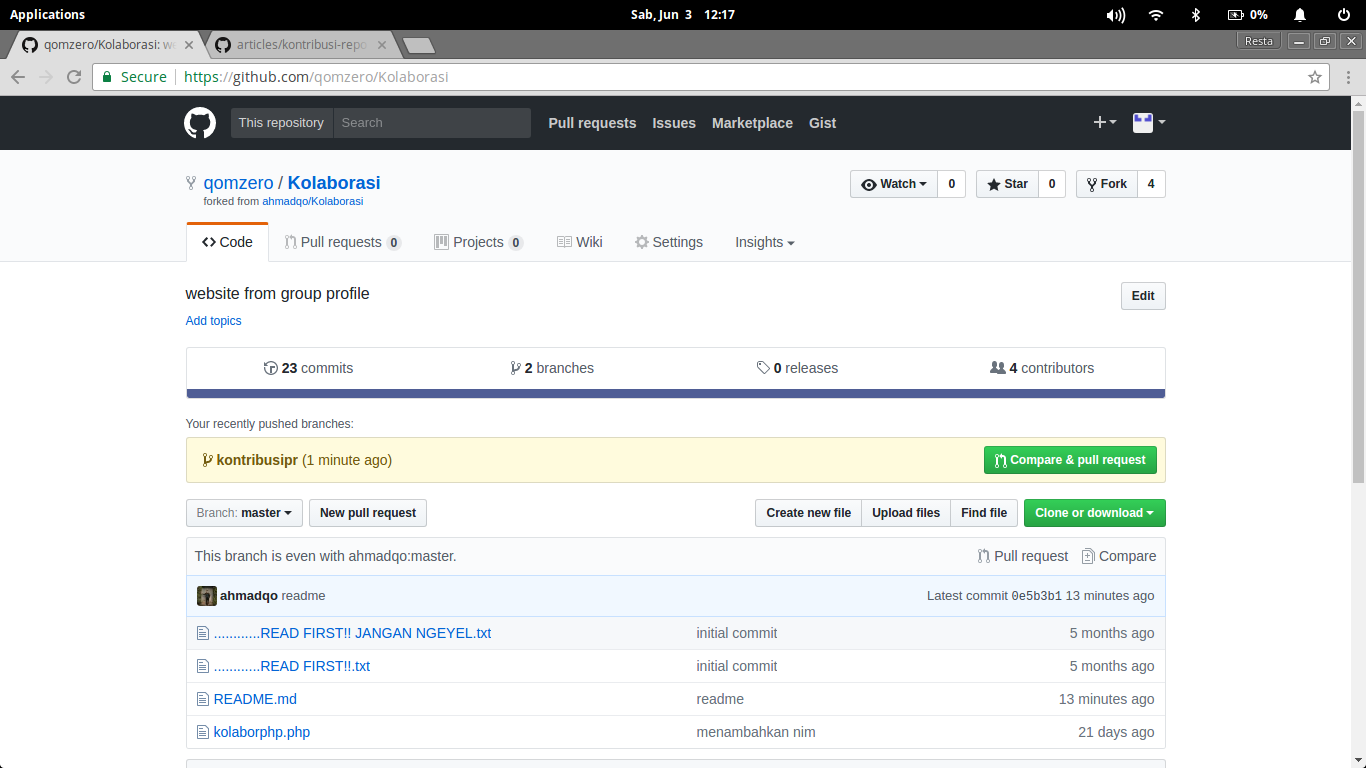 Applications Sab, Jun 3 12:17 0%
qomzero/Kolaborasi: we articles/kontribusi-repo Resta
Secure https://github.com/qomzero/Kolaborasi
This repository Search Pull requests Issues Marketplace Gist
qomzero / Kolaborasi Watch 0 Star 0 Fork 4
forked from ahmadqo/Kolaborasi
Code Pull requests 0 Projects 0 Wiki Settings Insights
website from group profile Edit
Add topics
23 commits 2 branches 0 releases 4 contributors
Your recently pushed branches:
kontribusipr (1 minute ago) Compare & pull request
Branch: master New pull request Create new file Upload files Find file Clone or download
This branch is even with ahmadqo:master. Pull request Compare
ahmadqo readme Latest commit 0e5b3b1 13 minutes ago
............READ FIRST!! JANGAN NGEYEL.txt initial commit 5 months ago
............READ FIRST!!.txt initial commit 5 months ago
README.md readme 13 minutes ago
kolaborphp.php menambahkan nim 21 days ago